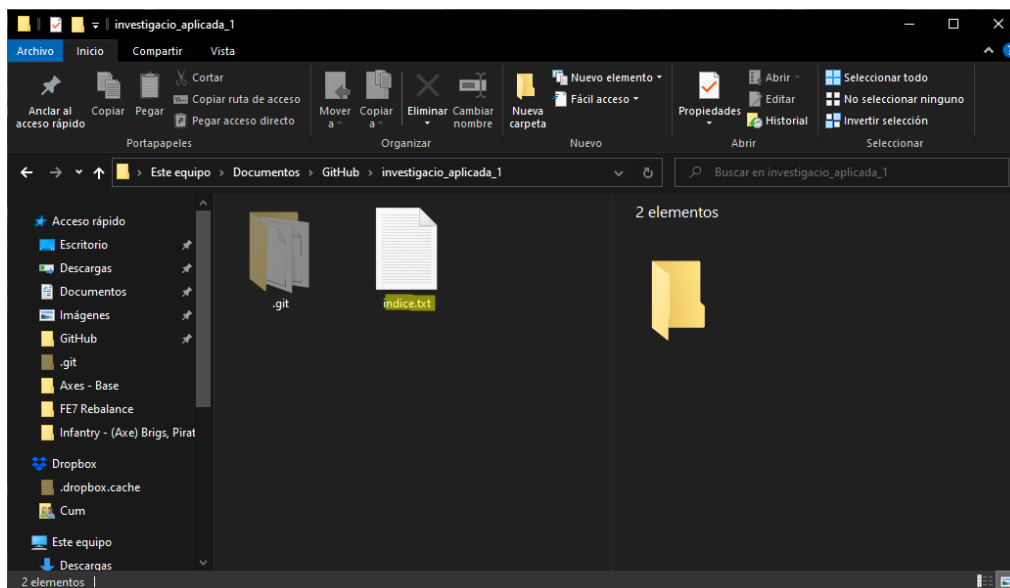 investigacio_aplicada_1
Archivo Inicio Compartir Vista
Anclar al acceso rápido
Copiar
Pegar
Cortar
Copiar ruta de acceso
Pegar acceso directo
Portapapeles
Mover a
Copiar a
Eliminar
Cambiar nombre
Organizar
Nueva carpeta
Nuevo elemento
Fácil acceso
Nuevo
Propiedades
Abrir
Editar
Historial
Abrir
Seleccionar todo
No seleccionar ninguno
Invertir selección
Seleccionar
Este equipo > Documentos > GitHub > investigacio_aplicada_1
Buscar en investigacio_aplicada_1
Acceso rápido
Escritorio
Descargas
Documentos
Imágenes
GitHub
.git
Axes - Base
FE7 Rebalance
Infantry - (Axe) Brigs, Pirat
Dropbox
.dropbox.cache
Cum
Este equipo
Descargas
.git
indice.txt
2 elementos
2 elementos